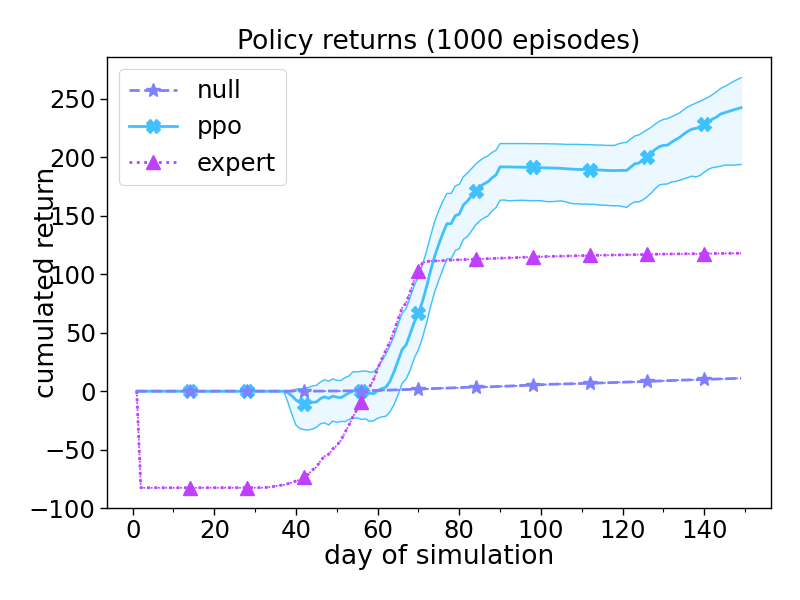 Policy returns (1000 episodes)
null
ppo
expert
cumulated return
250
200
150
100
50
0
−50
−100
0 20 40 60 80 100 120 140
day of simulation